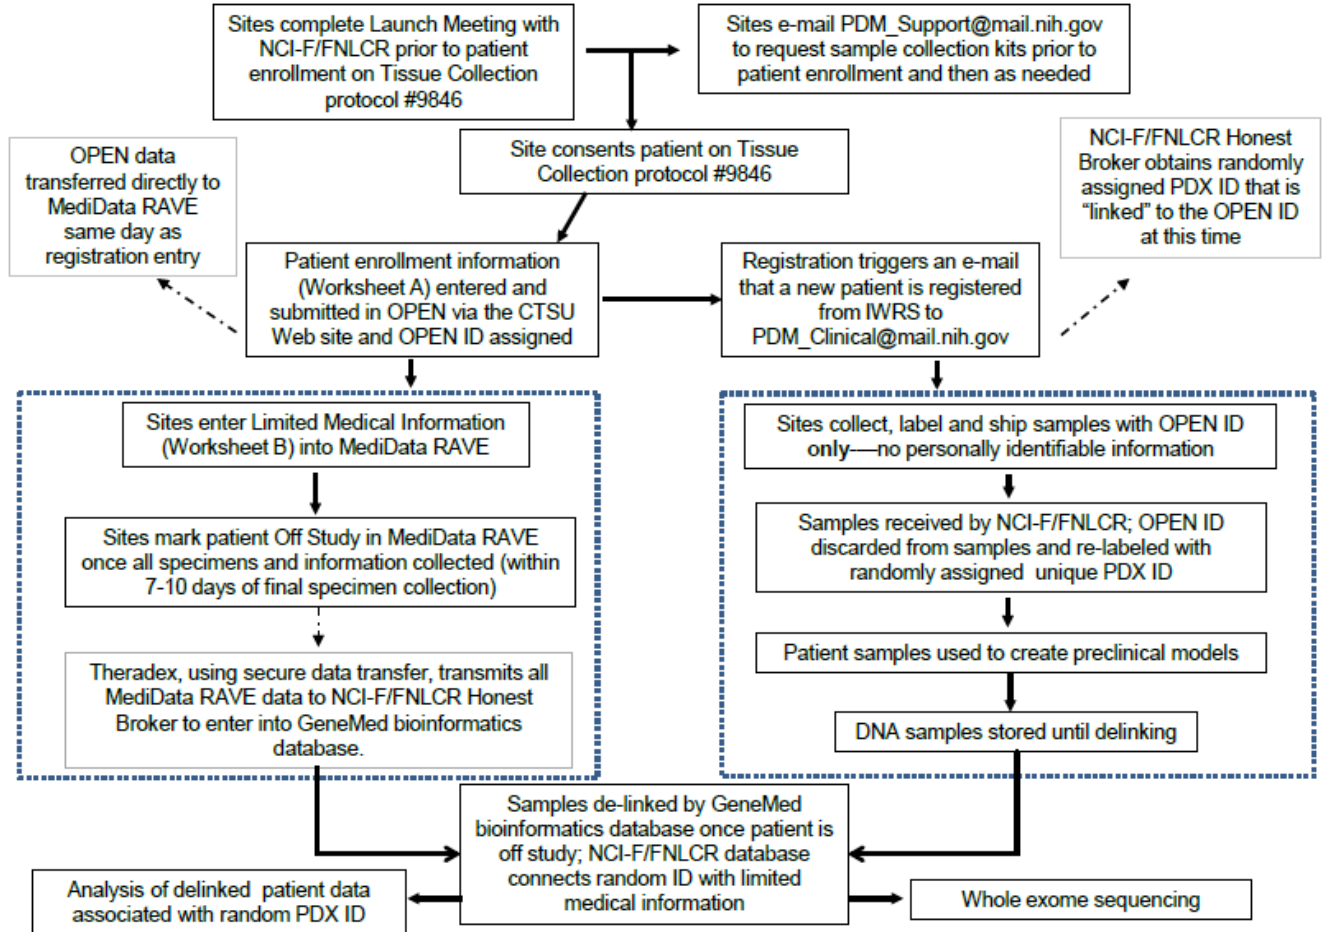 Sites complete Launch Meeting with
NCI-F/FNLCR prior to patient
enrollment on Tissue Collection
protocol #9846
Sites e-mail PDM_Support@mail.nih.gov
to request sample collection kits prior to
patient enrollment and then as needed
Site consents patient on Tissue
Collection protocol #9846
OPEN data
transferred directly to
MediData RAVE
same day as
registration entry
NCI-F/FNLCR Honest
Broker obtains randomly
assigned PDX ID that is
“linked” to the OPEN ID
at this time
Patient enrollment information
(Worksheet A) entered and
submitted in OPEN via the CTSU
Web site and OPEN ID assigned
Registration triggers an e-mail
that a new patient is registered
from IWRS to
PDM_Clinical@mail.nih.gov
Sites enter Limited Medical Information
(Worksheet B) into MediData RAVE
Sites mark patient Off Study in MediData RAVE
once all specimens and information collected (within
7-10 days of final specimen collection)
Theradex, using secure data transfer, transmits all
MediData RAVE data to NCI-F/FNLCR Honest
Broker to enter into GeneMed bioinformatics
database.
Sites collect, label and ship samples with OPEN ID
only-—no personally identifiable information
Samples received by NCI-F/FNLCR; OPEN ID
discarded from samples and re-labeled with
randomly assigned unique PDX ID
Patient samples used to create preclinical models
DNA samples stored until delinking
Samples de-linked by GeneMed
bioinformatics database once patient is
off study; NCI-F/FNLCR database
connects random ID with limited
medical information
Analysis of delinked patient data
associated with random PDX ID
Whole exome sequencing